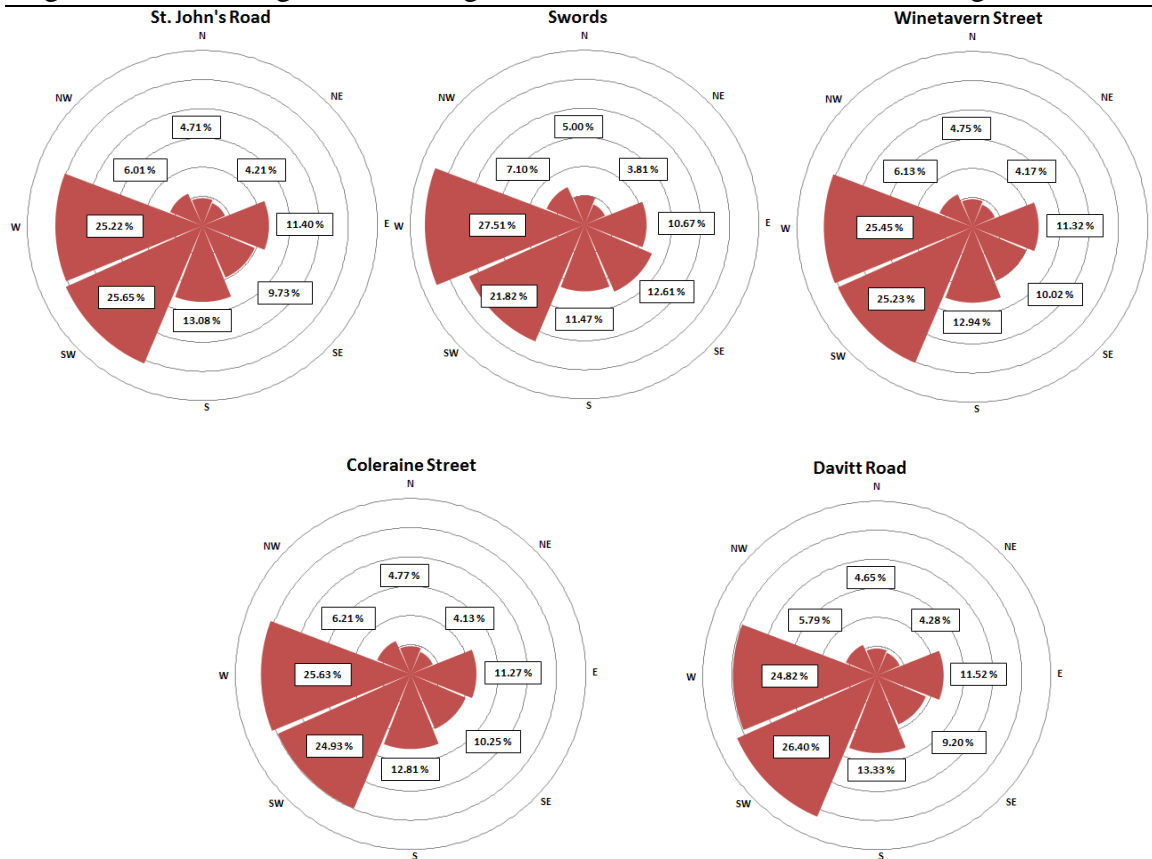 St. John's Road
N
NW
NE
4.71%
6.01%
4.21%
W
25.22%
11.40%
E
25.65%
9.73%
13.08%
SW
SE
S
Swords
N
NW
NE
5.00%
7.10%
3.81%
W
27.51%
10.67%
E
21.82%
12.61%
11.47%
SW
SE
S
Winetavern Street
N
NW
NE
4.75%
6.13%
4.17%
W
25.45%
11.32%
E
25.23%
10.02%
12.94%
SW
SE
S
Coleraine Street
N
NW
NE
4.77%
6.21%
4.13%
W
25.63%
11.27%
E
24.93%
10.25%
12.81%
SW
SE
S
Davitt Road
N
NW
NE
4.65%
5.79%
4.28%
W
24.82%
11.52%
E
26.40%
9.20%
13.33%
SW
SE
S